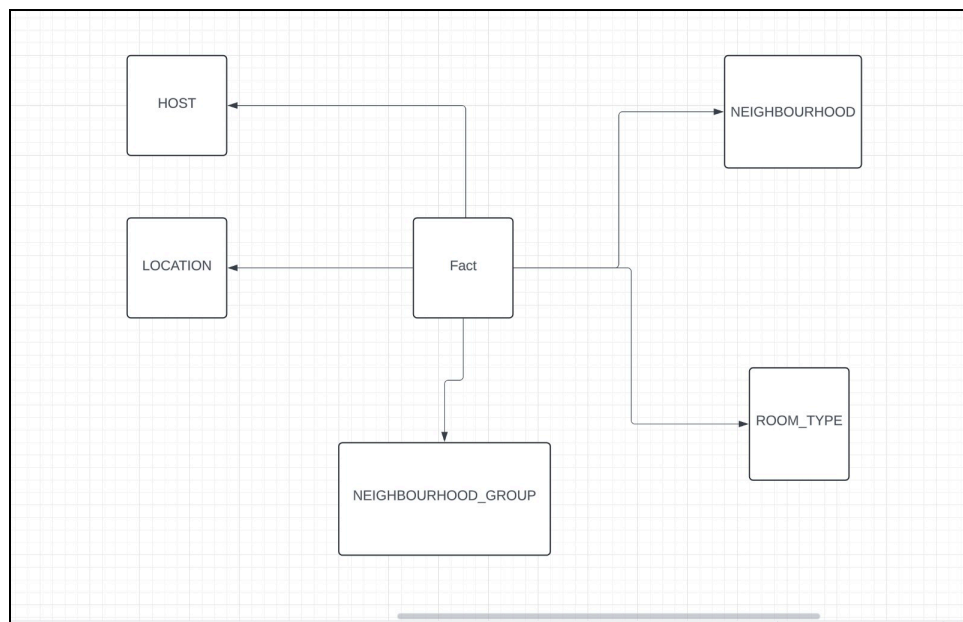 HOST
NEIGHBOURHOOD
LOCATION
Fact
ROOM_TYPE
NEIGHBOURHOOD_GROUP